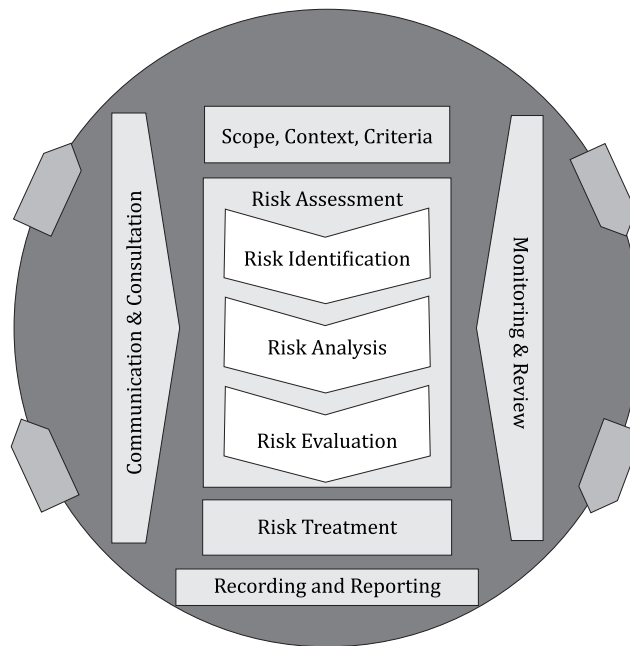 Scope, Context, Criteria
Risk Assessment
Risk Identification
Risk Analysis
Risk Evaluation
Risk Treatment
Recording and Reporting
Communication & Consultation
Monitoring & Review